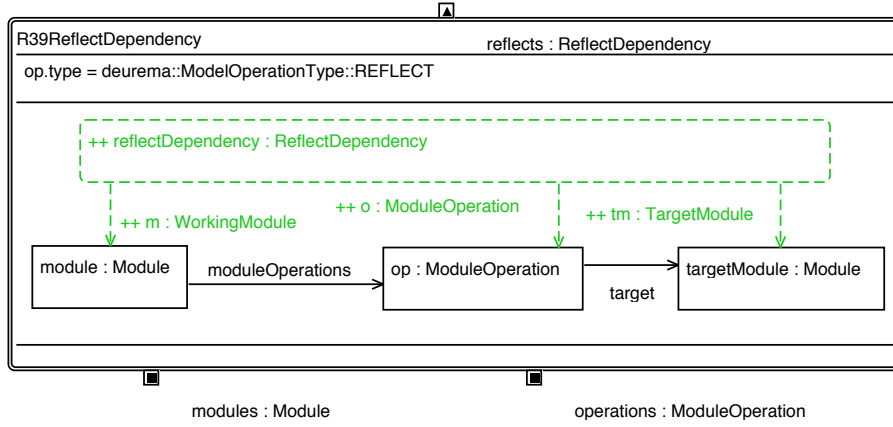 R39ReflectDependency
reflects : ReflectDependency
op.type = deurema::ModelOperationType::REFLECT
++ reflectDependency : ReflectDependency
++ m : WorkingModule
++ o : ModuleOperation
++ tm : TargetModule
module : Module
moduleOperations
op : ModuleOperation
target
targetModule : Module
modules : Module
operations : ModuleOperation